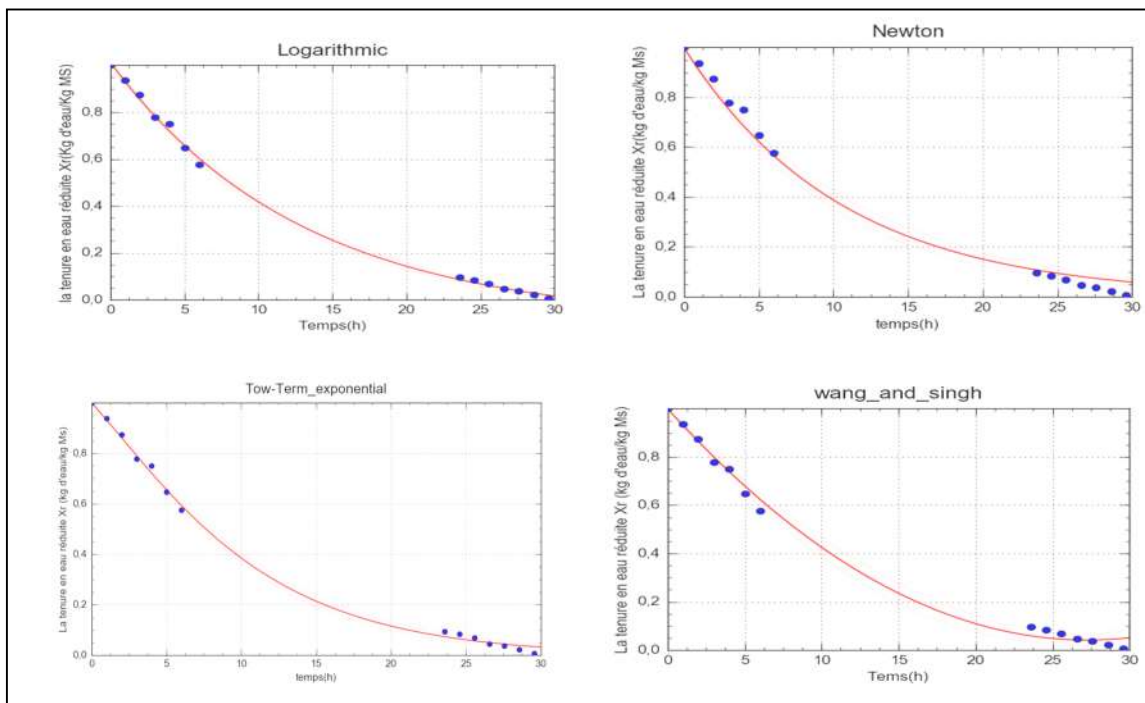 Logarithmic
la tenure en eau réduite Xr(Kg d'eau/Kg MS)
0,8
0,6
0,4
0,2
0,0
0 5 10 15 20 25 30
Temps(h)
Newton
La tenure en eau réduite Xr(kg d'eau/kg Ms)
0,8
0,6
0,4
0,2
0,0
0 5 10 15 20 25 30
temps(h)
Tow-Term_exponential
La tenure en eau réduite Xr (kg d'eau/kg Ms)
0,8
0,6
0,4
0,2
0,0
0 5 10 15 20 25 30
temps(h)
wang_and_singh
La tenure en eau réduite Xr (kg d'eau/kg Ms)
0,8
0,6
0,4
0,2
0,0
0 5 10 15 20 25 30
Tems(h)